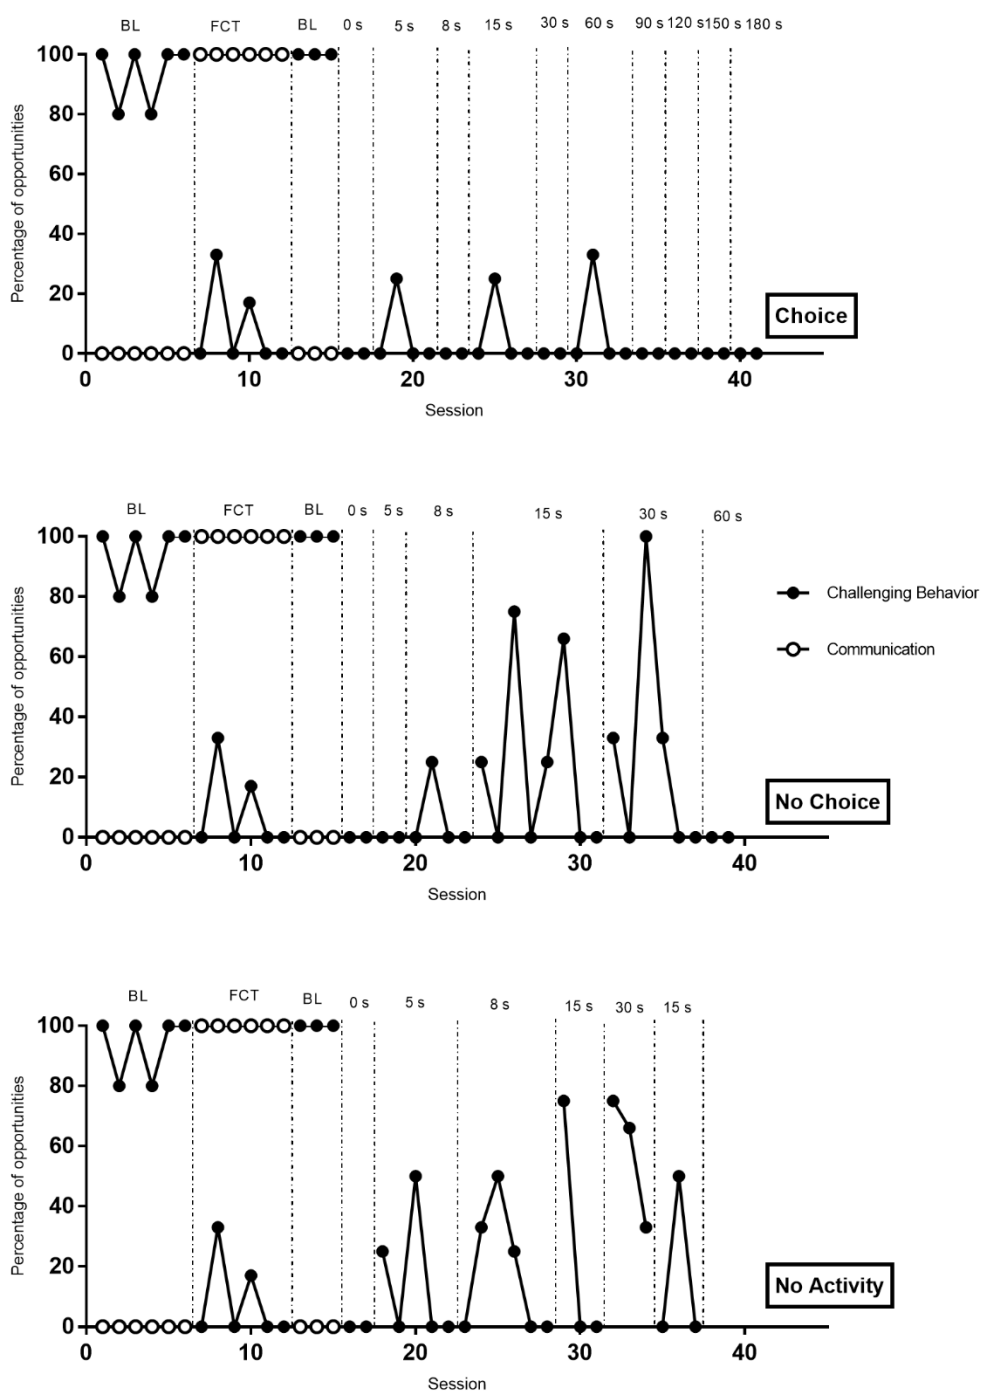 BL FCT BL 0 s 5 s 8 s 15 s 30 s 60 s 90 s 120 s 150 s 180 s
100
80
60
40
20
0
Percentage of opportunities
0 10 20 30 40
Session
Choice
BL FCT BL 0 s 5 s 8 s 15 s 30 s 60 s
100
80
60
40
20
0
Percentage of opportunities
0 10 20 30 40
Session
No Choice
Challenging Behavior
Communication
BL FCT BL 0 s 5 s 8 s 15 s 30 s 15 s
100
80
60
40
20
0
Percentage of opportunities
0 10 20 30 40
Session
No Activity